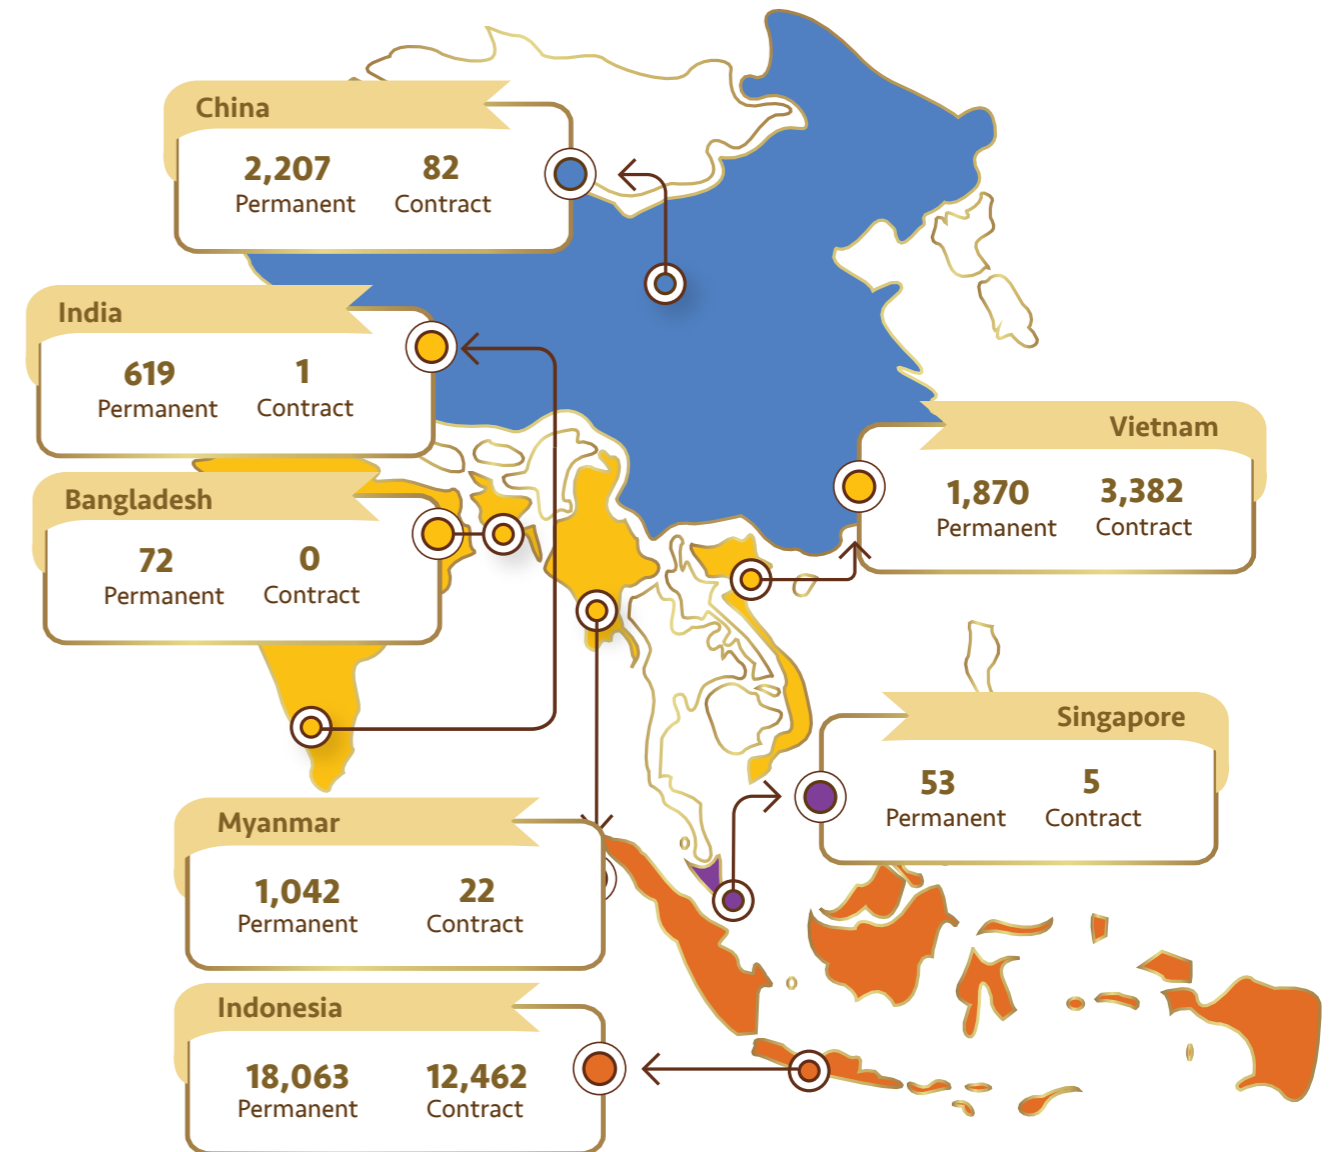 China
2,207 82
Permanent Contract
India
619 1
Permanent Contract
Bangladesh
72 0
Permanent Contract
Vietnam
1,870 3,382
Permanent Contract
Singapore
53 5
Permanent Contract
Myanmar
1,042 22
Permanent Contract
Indonesia
18,063 12,462
Permanent Contract